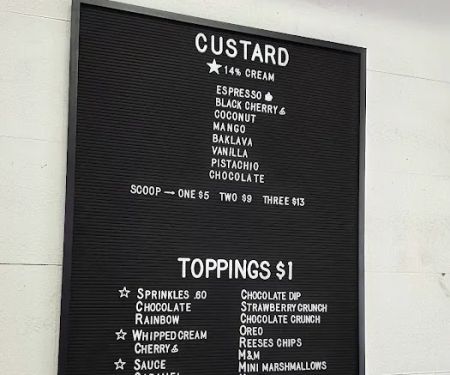 CUSTARD
★14% CREAM
ESPRESSO
BLACK CHERRY
COCONUT
MANGO
BAKLAVA
VANILLA
PISTACHIO
CHOCOLATE
SCOOP → ONE $5 TWO $9 THREE $13
TOPPINGS $1
☆ SPRINKLES .60
CHOCOLATE
RAINBOW
☆ WHIPPED CREAM
CHERRY
☆ SAUCE
CARAMEL
CHOCOLATE DIP
STRAWBERRY CRUNCH
CHOCOLATE CRUNCH
OREO
REESES CHIPS
M&M
MINI MARSHMALLOWS